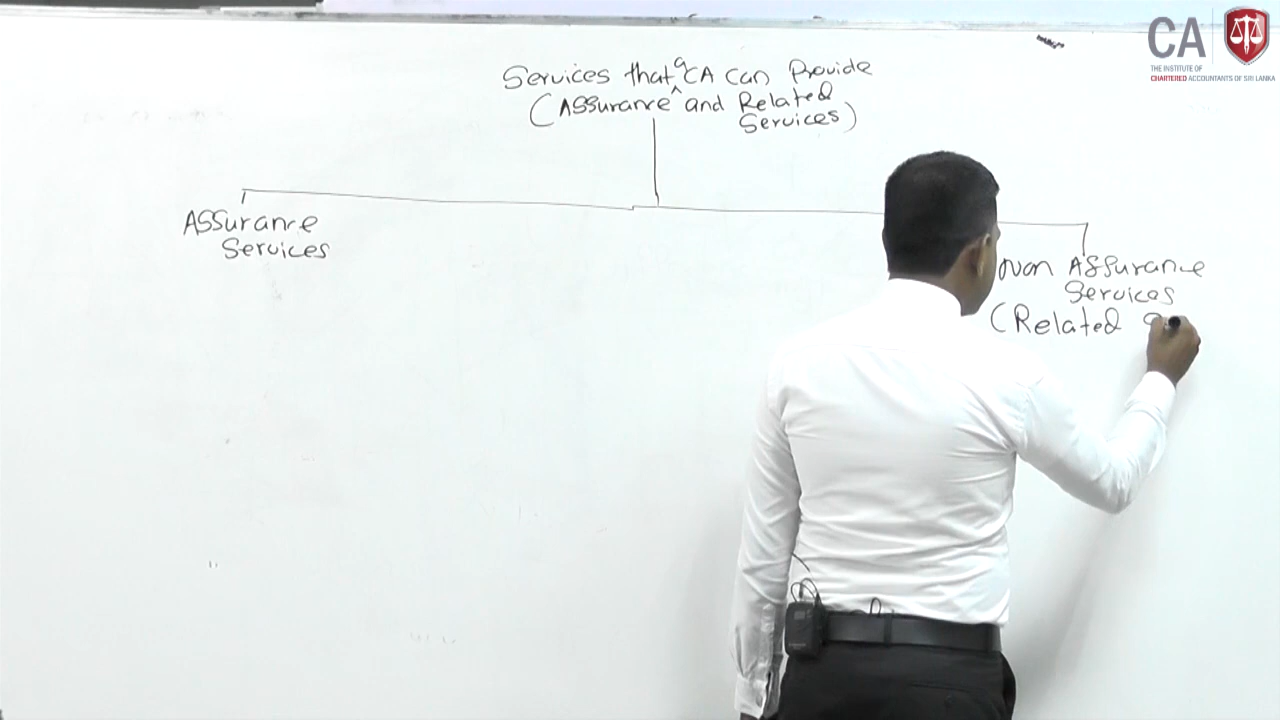 CA
THE INSTITUTE OF
CHARTERED ACCOUNTANTS OF SRI LANKA
Services that a CA Can Provide
(Assurance and Related
Services)
Assurance
Services
Non Assurance
Services
(Related